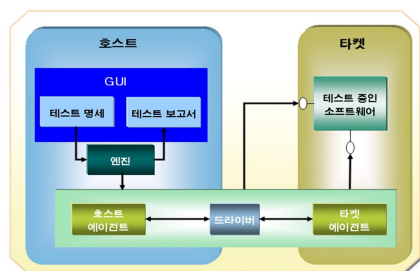 호스트
타켓
GUI
테스트 명세
테스트 보고서
테스트 중인
소프트웨어
엔진
호스트
에이전트
드라이버
타켓
에이전트